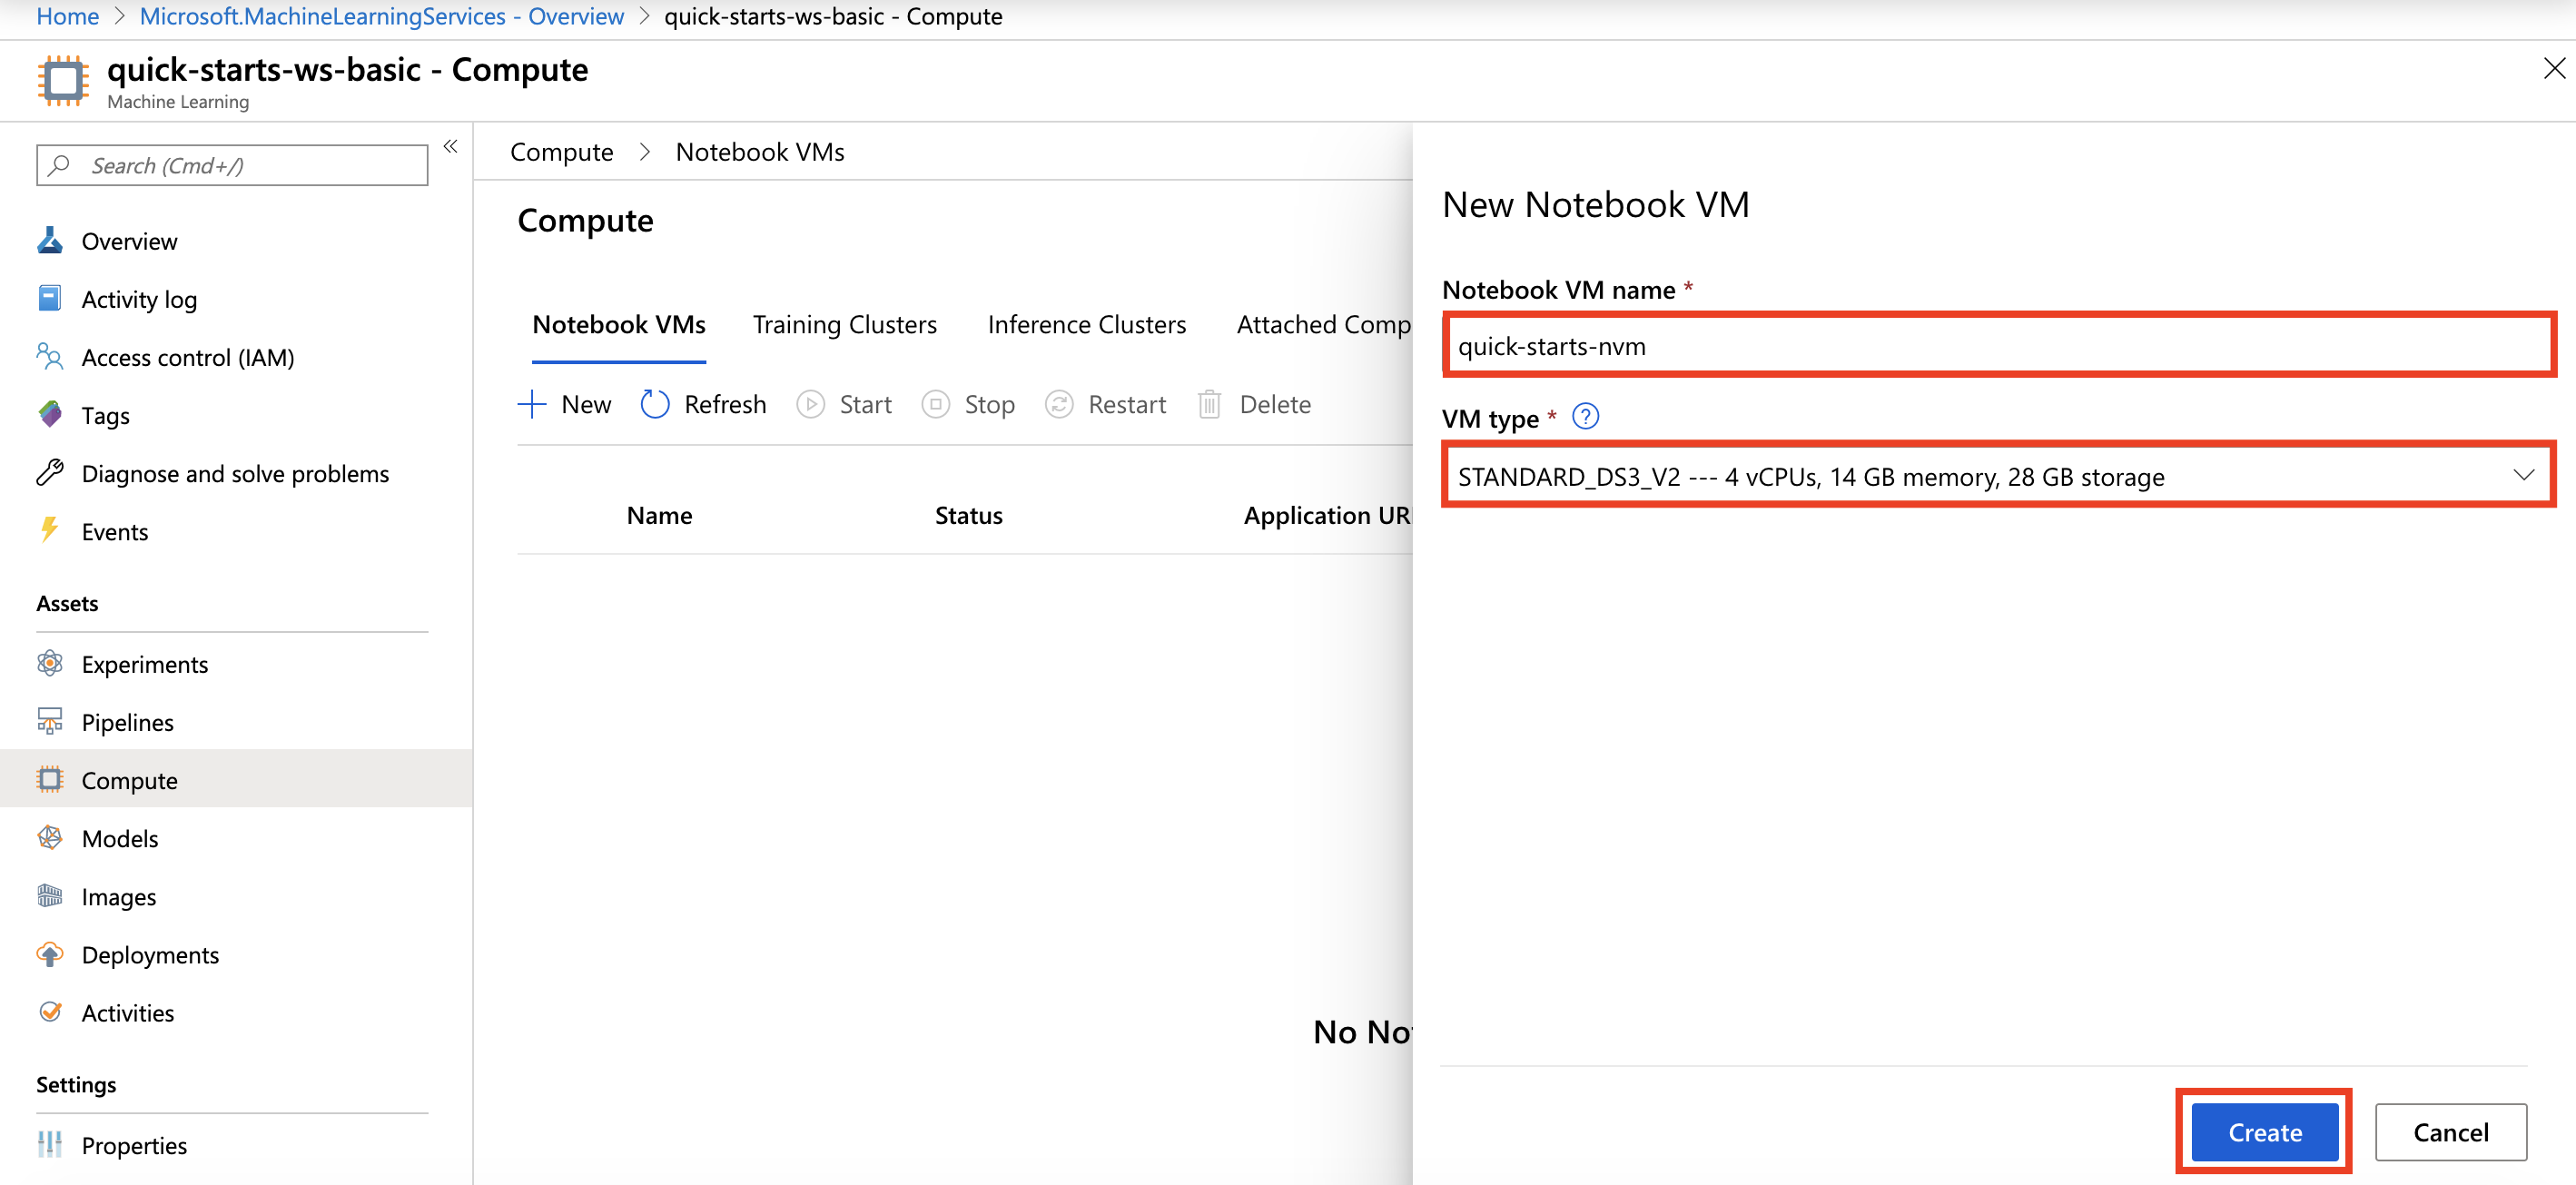 Home > Microsoft.MachineLearningServices - Overview > quick-starts-ws-basic - Compute
quick-starts-ws-basic - Compute
Machine Learning
Search (Cmd+/)
«
Overview
Activity log
Access control (IAM)
Tags
Diagnose and solve problems
Events
Assets
Experiments
Pipelines
Compute
Models
Images
Deployments
Activities
Settings
Properties
Compute > Notebook VMs
Compute
Notebook VMs Training Clusters Inference Clusters Attached Comp
New Refresh Start Stop Restart Delete
Name Status Application UR
No No
New Notebook VM
Notebook VM name *
quick-starts-nvm
VM type * ?
STANDARD_DS3_V2 --- 4 vCPUs, 14 GB memory, 28 GB storage
Create Cancel